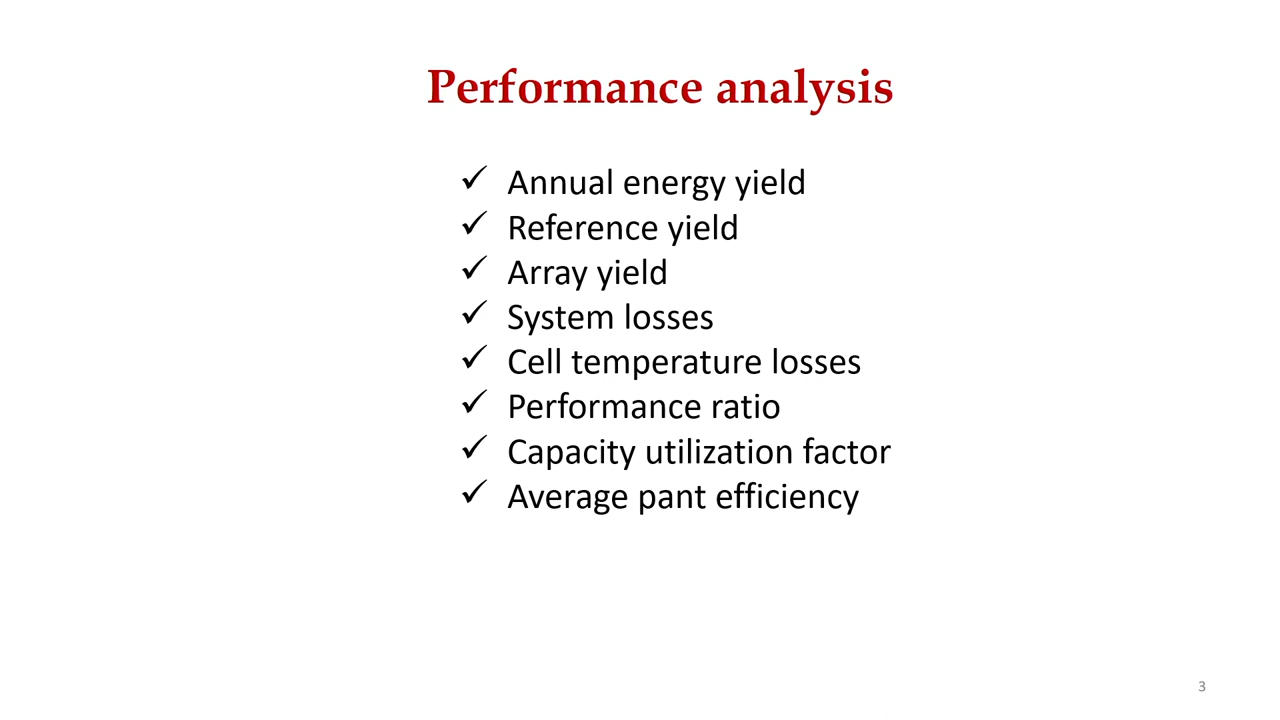 Performance analysis
✓ Annual energy yield
✓ Reference yield
✓ Array yield
✓ System losses
✓ Cell temperature losses
✓ Performance ratio
✓ Capacity utilization factor
✓ Average pant efficiency
3